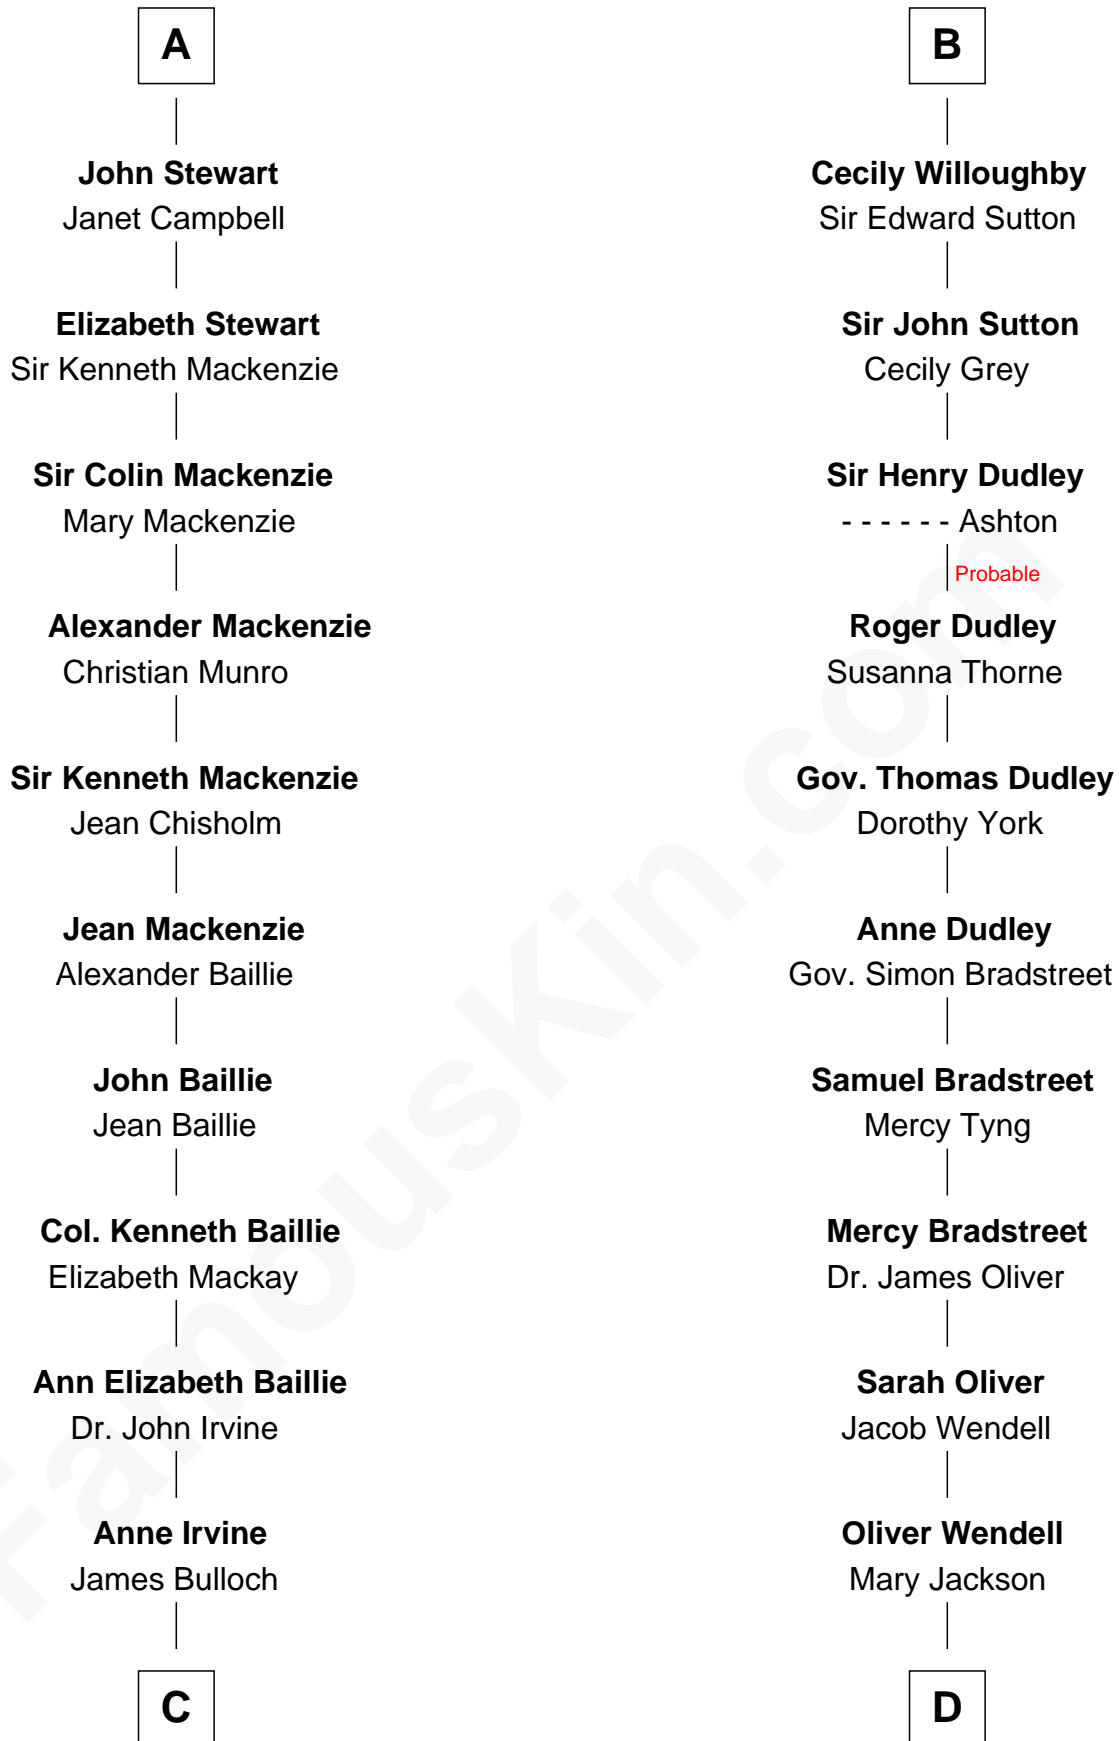 A
John Stewart
Janet Campbell
Elizabeth Stewart
Sir Kenneth Mackenzie
Sir Colin Mackenzie
Mary Mackenzie
Alexander Mackenzie
Christian Munro
Sir Kenneth Mackenzie
Jean Chisholm
Jean Mackenzie
Alexander Baillie
John Baillie
Jean Baillie
Col. Kenneth Baillie
Elizabeth Mackay
Ann Elizabeth Baillie
Dr. John Irvine
Anne Irvine
James Bulloch
C
B
Cecily Willoughby
Sir Edward Sutton
Sir John Sutton
Cecily Grey
Sir Henry Dudley
- - - - - - Ashton
Probable
Roger Dudley
Susanna Thorne
Gov. Thomas Dudley
Dorothy York
Anne Dudley
Gov. Simon Bradstreet
Samuel Bradstreet
Mercy Tyng
Mercy Bradstreet
Dr. James Oliver
Sarah Oliver
Jacob Wendell
Oliver Wendell
Mary Jackson
D
FamousKin.com